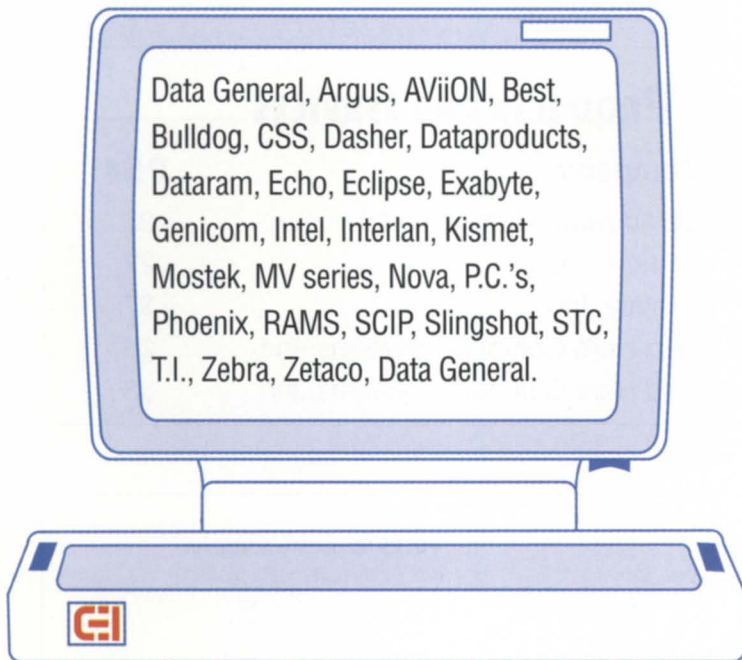 Data General, Argus, AViiON, Best,
Bulldog, CSS, Dasher, Dataproducts,
Dataram, Echo, Eclipse, Exabyte,
Genicom, Intel, Interlan, Kismet,
Mostek, MV series, Nova, P.C.'s,
Phoenix, RAMS, SCIP, Slingshot, STC,
T.I., Zebra, Zetaco, Data General.